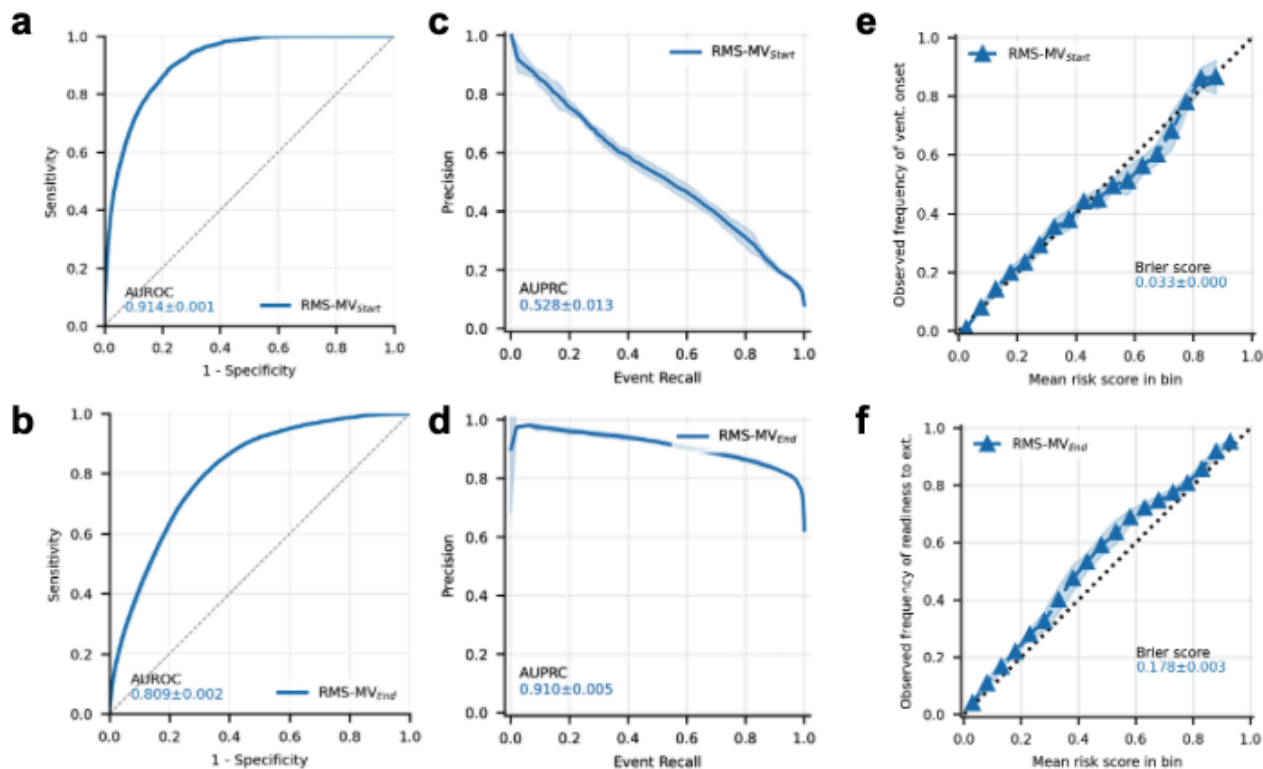 a
1.0
0.8
0.6
0.4
0.2
0.0
Sensitivity
AUROC
0.914±0.001
RMS-MVStart
0.0 0.2 0.4 0.6 0.8 1.0
1 - Specificity
c
1.0
0.8
0.6
0.4
0.2
0.0
Precision
RMS-MVStart
AUPRC
0.528±0.013
0.0 0.2 0.4 0.6 0.8 1.0
Event Recall
e
1.0
0.8
0.6
0.4
0.2
0.0
Observed frequency of vent. onset
RMS-MVStart
Brier score
0.033±0.000
0.0 0.2 0.4 0.6 0.8 1.0
Mean risk score in bin
b
1.0
0.8
0.6
0.4
0.2
0.0
Sensitivity
AUROC
0.809±0.002
RMS-MVEnd
0.0 0.2 0.4 0.6 0.8 1.0
1 - Specificity
d
1.0
0.8
0.6
0.4
0.2
0.0
Precision
RMS-MVEnd
AUPRC
0.910±0.005
0.0 0.2 0.4 0.6 0.8 1.0
Event Recall
f
1.0
0.8
0.6
0.4
0.2
0.0
Observed frequency of readiness to ext.
RMS-MVEnd
Brier score
0.178±0.003
0.0 0.2 0.4 0.6 0.8 1.0
Mean risk score in bin